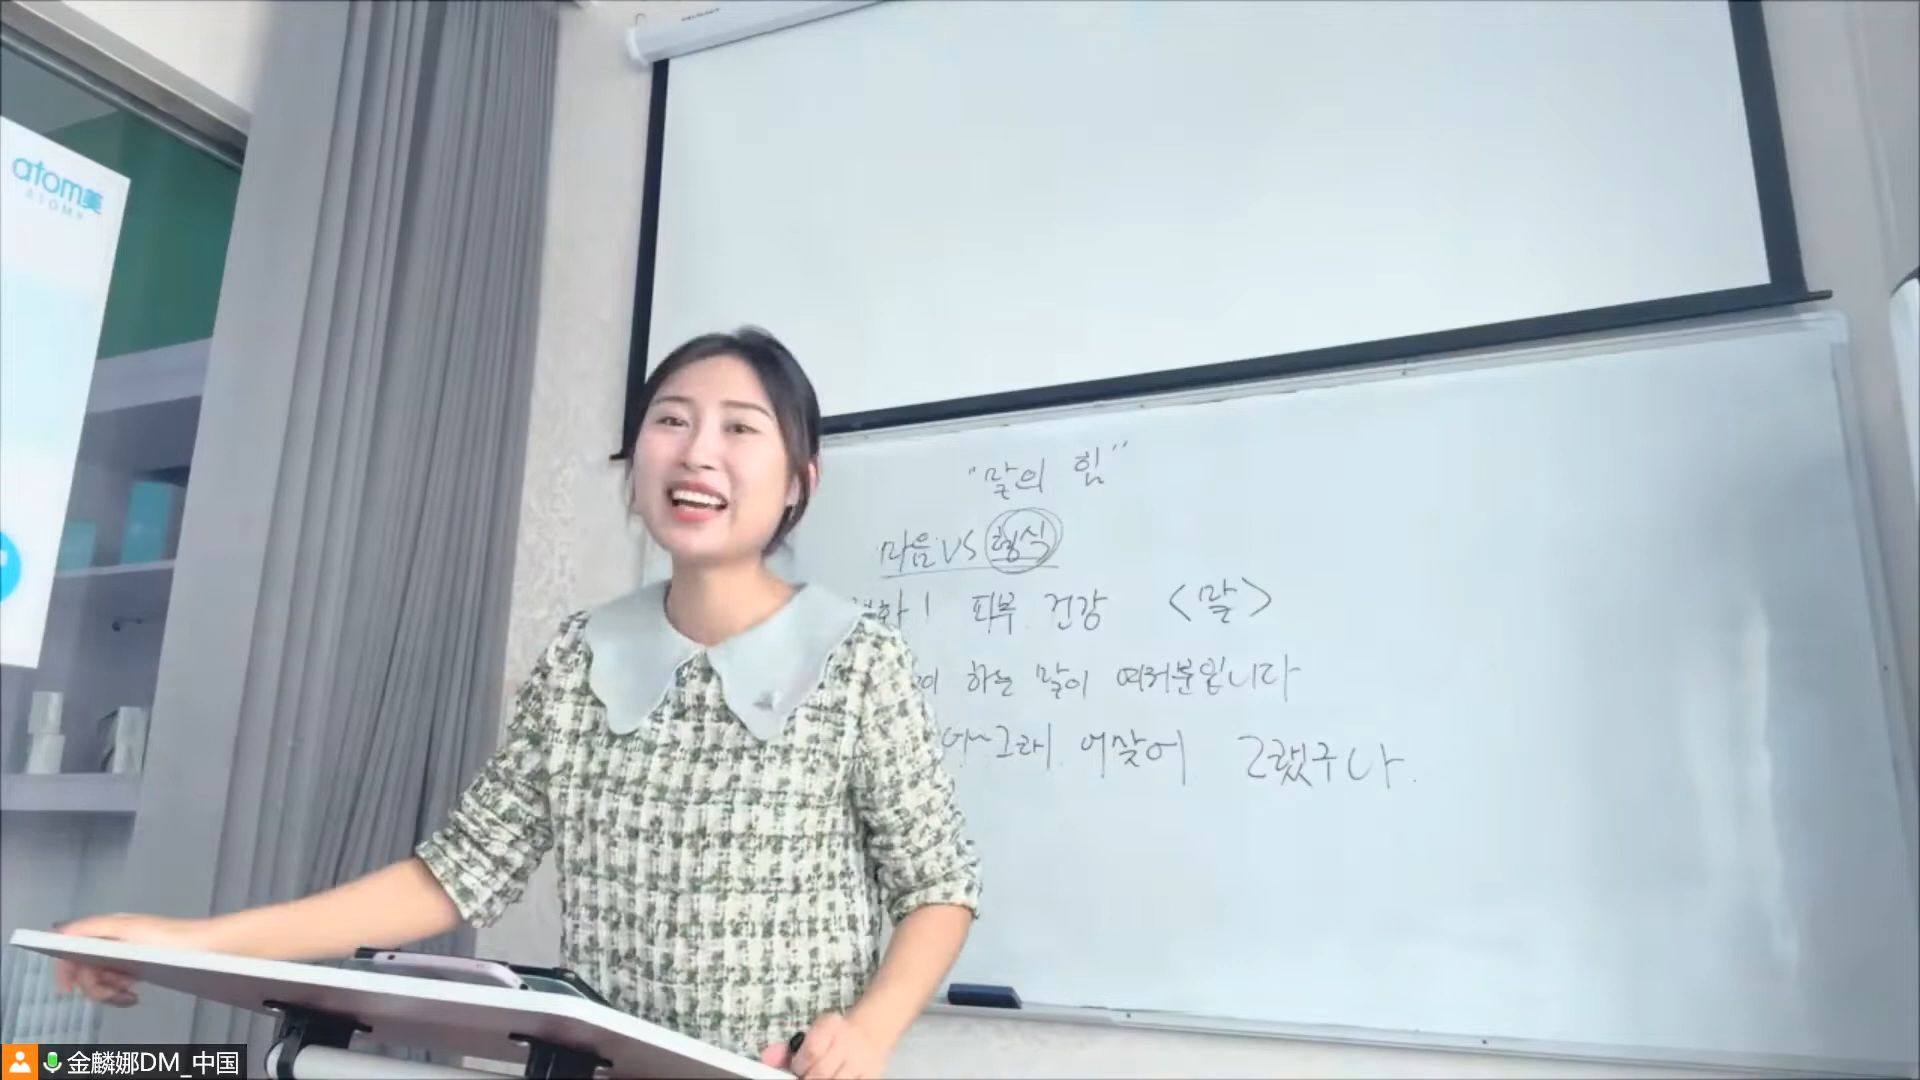 atom美
ATOMY
"말의 힘"
마음 VS 형식
피부 건강 <말>
하는 말이 여러분입니다
어~그래 그랬구나.
金麟娜DM_中国